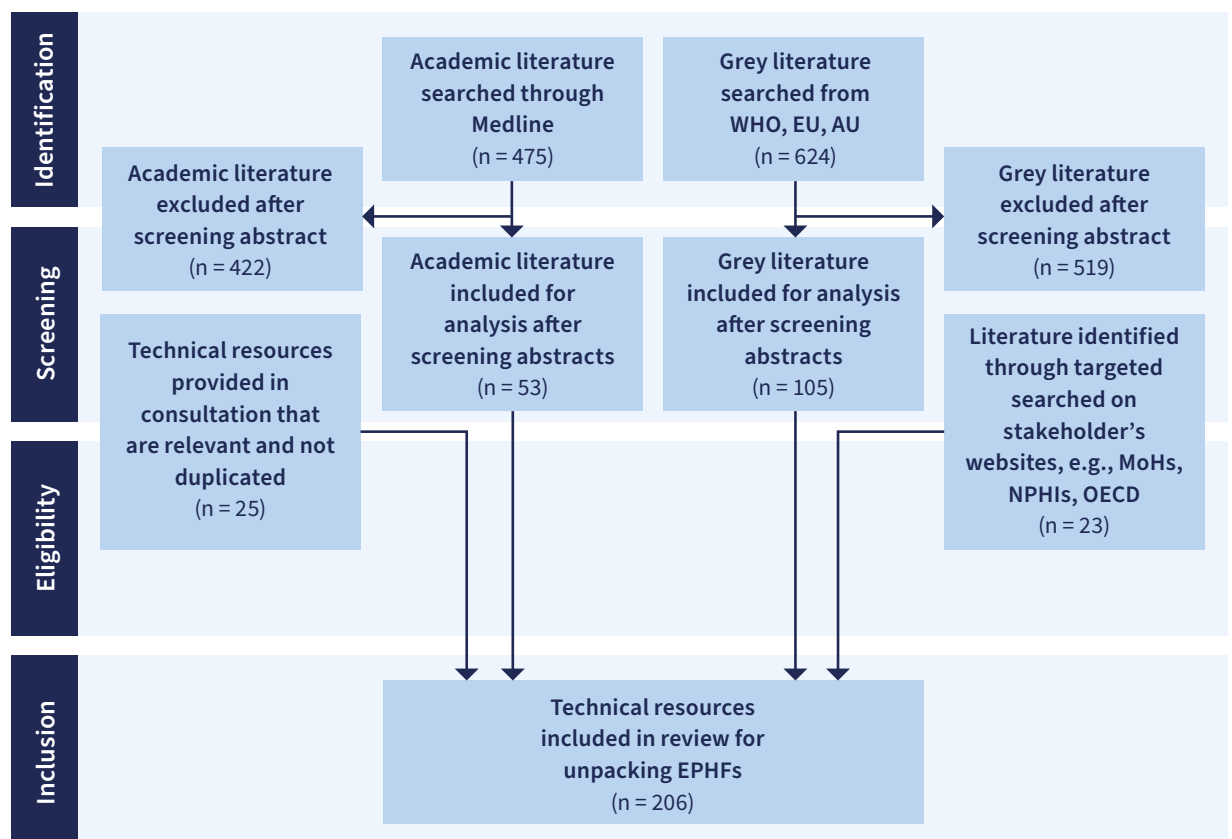 Identification
Academic literature
searched through
Medline
(n = 475)
Grey literature
searched from
WHO, EU, AU
(n = 624)
Academic literature
excluded after
screening abstract
(n = 422)
Grey literature
excluded after
screening abstract
(n = 519)
Screening
Academic literature
included for
analysis after
screening abstracts
(n = 53)
Grey literature
included for analysis
after screening
abstracts
(n = 105)
Technical resources
provided in
consultation that
are relevant and not
duplicated
(n = 25)
Literature identified
through targeted
searched on
stakeholder’s
websites, e.g., MoHs,
NPHIs, OECD
(n = 23)
Eligibility
Inclusion
Technical resources
included in review for
unpacking EPHFs
(n = 206)